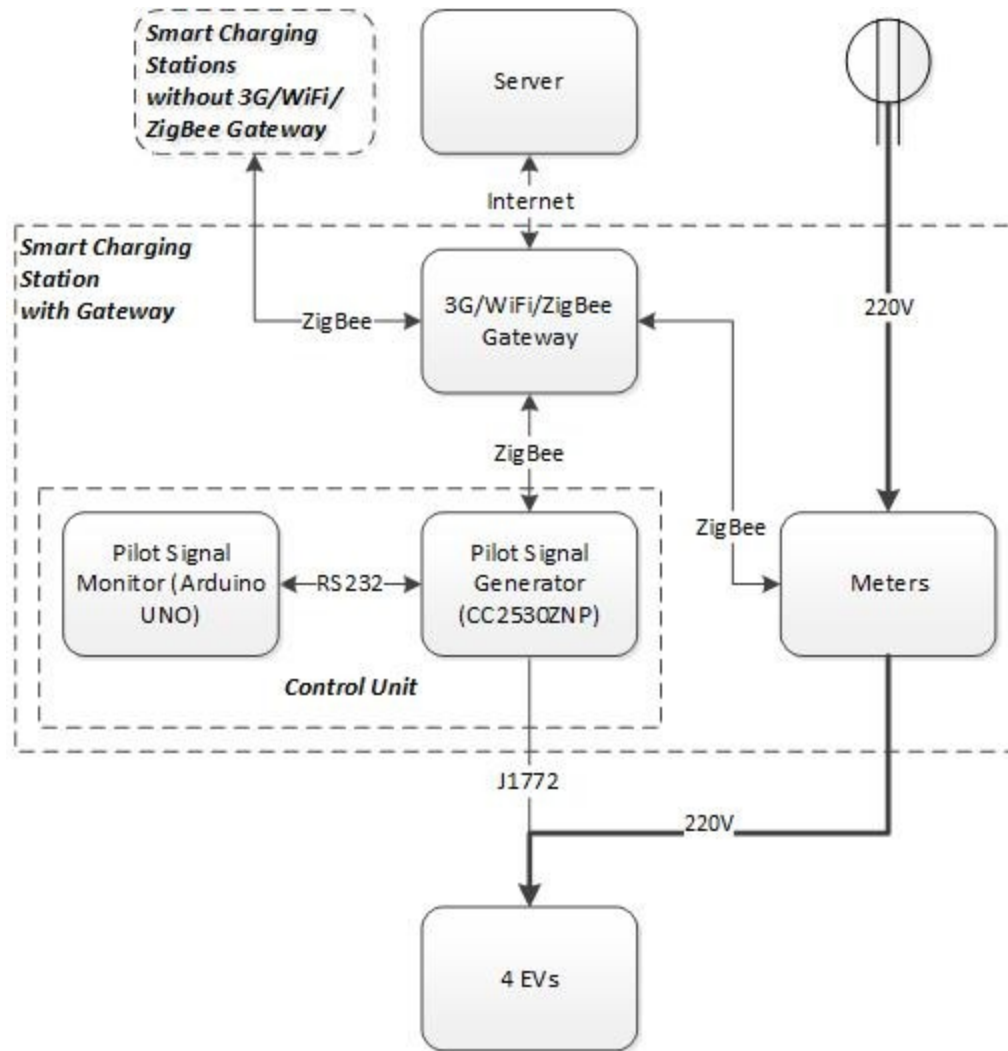 Smart Charging
Stations
without 3G/WiFi/
ZigBee Gateway
Server
Internet
Smart Charging
Station
with Gateway
3G/WiFi/ZigBee
Gateway
ZigBee
220V
ZigBee
ZigBee
Pilot Signal
Monitor (Arduino
UNO)
RS232
Pilot Signal
Generator
(CC2530ZNP)
Meters
Control Unit
J1772
220V
4 EVs